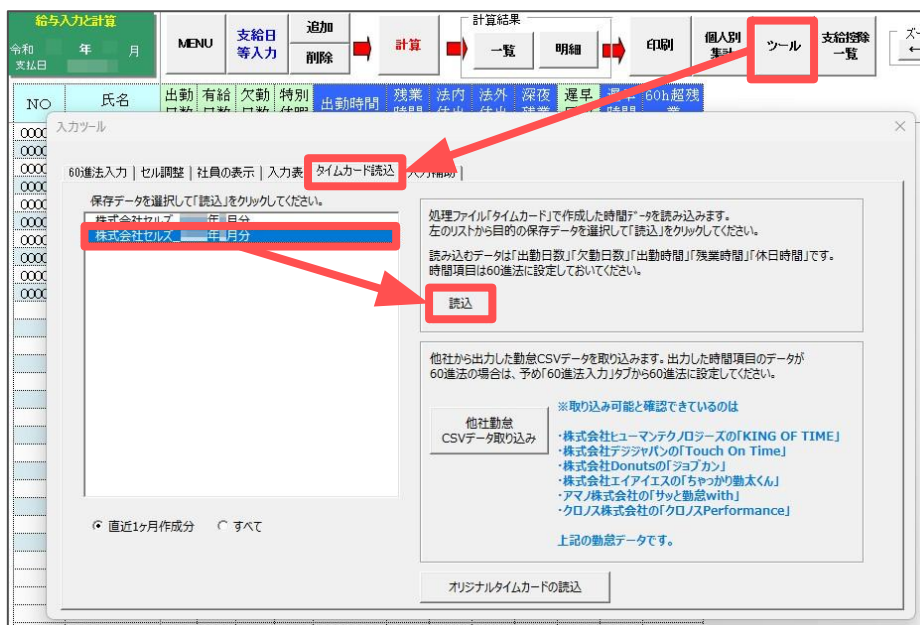 給与入力と計算
令和 年 月
支払日
MENU
支給日
等入力
追加
削除
計算
計算結果
一覧
明細
印刷
個人別
集計
ツール
支給控除
一覧
NO
氏名
出勤
有給
欠勤
特別
出勤時間
残業
法内
法外
深夜
遅早
60h超残
入力ツール
60進法入力
セル調整
社員の表示
入力表
タイムカード読込
保存データを選択して「読込」をクリックしてください。
株式会社セルズ_ 年 月分
株式会社セルズ_ 年 月分
処理ファイル「タイムカード」で作成した時間データを読み込みます。
左のリストから目的の保存データを選択して「読込」をクリックしてください。
読み込むデータは「出勤日数」「欠勤日数」「出勤時間」「残業時間」「休日時間」です。
時間項目は60進法に設定しておいてください。
読込
他社から出力した勤怠CSVデータを取り込みます。出力した時間項目のデータが
60進法の場合は、予め「60進法入力」タブから60進法に設定してください。
他社勤怠
CSVデータ取り込み
※取り込み可能と確認できているのは
・株式会社ヒューマンテクノロジーズの「KING OF TIME」
・株式会社デジジャパンの「Touch On Time」
・株式会社Donutsの「ジョブカン」
・株式会社エイアイエスの「ちゃっかり勤太くん」
・アマノ株式会社の「サッと勤怠with」
・クロノス株式会社の「クロノスPerformance」
上記の勤怠データです。
直近1ヶ月作成分
すべて
オリジナルタイムカードの読込